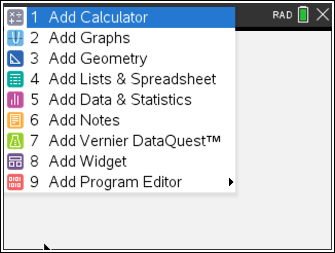 1 Add Calculator
RAD
2 Add Graphs
3 Add Geometry
4 Add Lists & Spreadsheet
5 Add Data & Statistics
6 Add Notes
7 Add Vernier DataQuest™
8 Add Widget
9 Add Program Editor